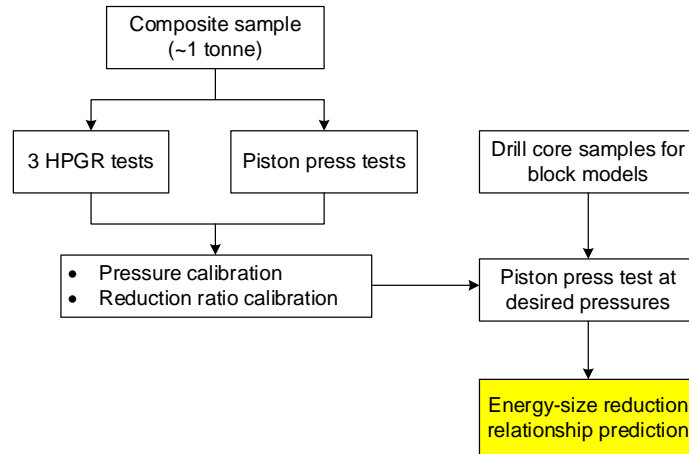 Composite sample
(~1 tonne)
3 HPGR tests
Piston press tests
Drill core samples for
block models
• Pressure calibration
• Reduction ratio calibration
Piston press test at
desired pressures
Energy-size reduction
relationship prediction